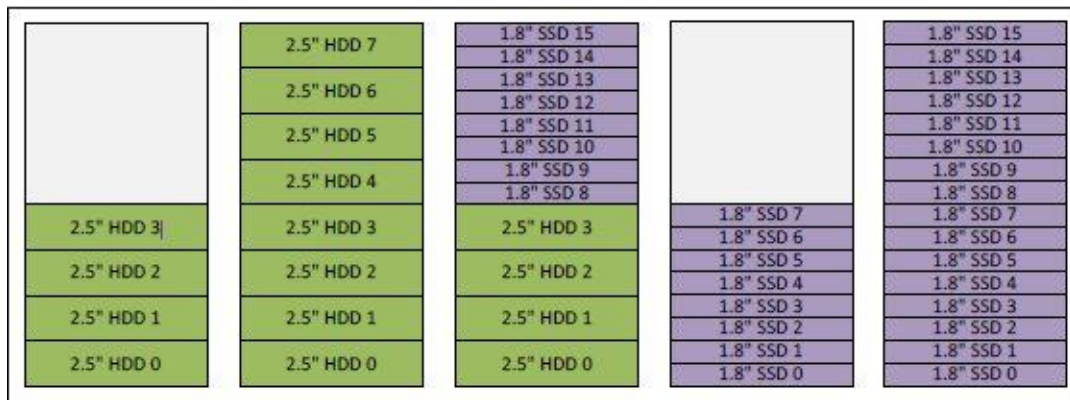 2.5" HDD 3
2.5" HDD 2
2.5" HDD 1
2.5" HDD 0
2.5" HDD 7
2.5" HDD 6
2.5" HDD 5
2.5" HDD 4
2.5" HDD 3
2.5" HDD 2
2.5" HDD 1
2.5" HDD 0
1.8" SSD 15
1.8" SSD 14
1.8" SSD 13
1.8" SSD 12
1.8" SSD 11
1.8" SSD 10
1.8" SSD 9
1.8" SSD 8
2.5" HDD 3
2.5" HDD 2
2.5" HDD 1
2.5" HDD 0
1.8" SSD 7
1.8" SSD 6
1.8" SSD 5
1.8" SSD 4
1.8" SSD 3
1.8" SSD 2
1.8" SSD 1
1.8" SSD 0
1.8" SSD 15
1.8" SSD 14
1.8" SSD 13
1.8" SSD 12
1.8" SSD 11
1.8" SSD 10
1.8" SSD 9
1.8" SSD 8
1.8" SSD 7
1.8" SSD 6
1.8" SSD 5
1.8" SSD 4
1.8" SSD 3
1.8" SSD 2
1.8" SSD 1
1.8" SSD 0